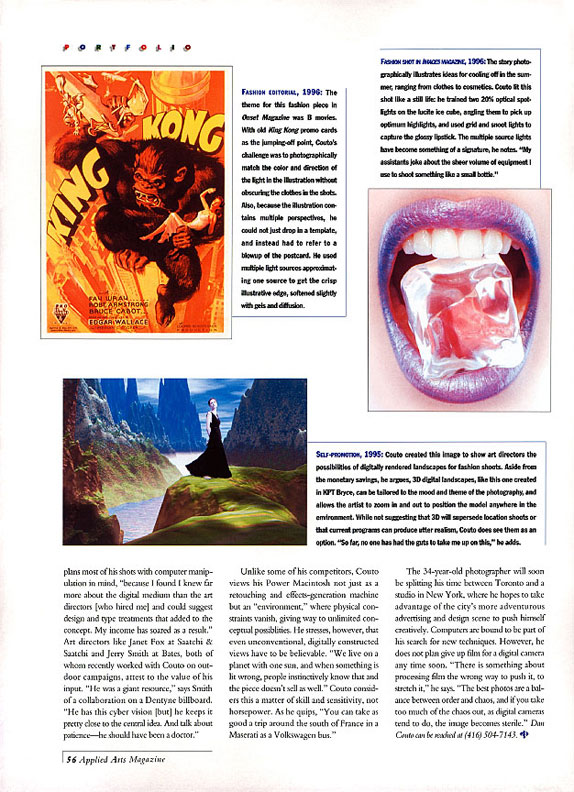 PORTFOLIO
FASHION EDITORIAL, 1996: The
theme for this fashion piece in
Onset Magazine was B movies.
With old King Kong promo cards
as the jumping-off point, Couto's
challenge was to photographically
match the color and direction of
the light in the illustration without
obscuring the clothes in the shots.
Also, because the illustration con-
tains multiple perspectives, he
could not just drop in a template,
and instead had to refer to a
blowup of the postcard. He used
multiple light sources approximat-
ing one source to get the crisp
illustrative edge, softened slightly
with gels and diffusion.
FASHION SHOT IN IMAGES MAGAZINE, 1996: The story photo-
graphically illustrates ideas for cooling off in the sum-
mer, ranging from clothes to cosmetics. Couto lit this
shot like a still life: he trained two 20% optical spot-
lights on the lucite ice cube, angling them to pick up
optimum highlights, and used grid and snoot lights to
capture the glossy lipstick. The multiple source lights
have become something of a signature, he notes. "My
assistants joke about the sheer volume of equipment I
use to shoot something like a small bottle."
KING
KONG
FAY WRAY
ROBT. ARMSTRONG
BRUCE CABOT
EDGAR WALLACE
SELF-PROMOTION, 1995: Couto created this image to show art directors the
possibilities of digitally rendered landscapes for fashion shoots. Aside from
the monetary savings, he argues, 3D digital landscapes, like this one created
in KPT Bryce, can be tailored to the mood and theme of the photography, and
allows the artist to zoom in and out to position the model anywhere in the
environment. While not suggesting that 3D will supersede location shoots or
that current programs can produce utter realism, Couto does see them as an
option. "So far, no one has had the guts to take me up on this," he adds.
plans most of his shots with computer manip-
ulation in mind, "because I found I knew far
more about the digital medium than the art
directors [who hired me] and could suggest
design and type treatments that added to the
concept. My income has soared as a result."
Art directors like Janet Fox at Saatchi &
Saatchi and Jerry Smith at Bates, both of
whom recently worked with Couto on out-
door campaigns, attest to the value of his
input. "He was a giant resource," says Smith
of a collaboration on a Dentyne billboard.
"He has this cyber vision [but] he keeps it
pretty close to the central idea. And talk about
patience—he should have been a doctor."
Unlike some of his competitors, Couto
views his Power Macintosh not just as a
retouching and effects-generation machine
but an "environment," where physical con-
straints vanish, giving way to unlimited con-
ceptual possibilities. He stresses, however, that
even unconventional, digitally constructed
views have to be believable. "We live on a
planet with one sun, and when something is
lit wrong, people instinctively know that and
the piece doesn't sell as well." Couto consid-
ers this a matter of skill and sensitivity, not
horsepower. As he quips, "You can take as
good a trip around the south of France in a
Maserati as a Volkswagen bus."
The 34-year-old photographer will soon
be splitting his time between Toronto and a
studio in New York, where he hopes to take
advantage of the city's more adventurous
advertising and design scene to push himself
creatively. Computers are bound to be part of
his search for new techniques. However, he
does not plan give up film for a digital camera
any time soon. "There is something about
processing film the wrong way to push it, to
stretch it," he says. "The best photos are a bal-
ance between order and chaos, and if you take
too much of the chaos out, as digital cameras
tend to do, the image becomes sterile." Dan
Couto can be reached at (416) 504-7143.
56 Applied Arts Magazine